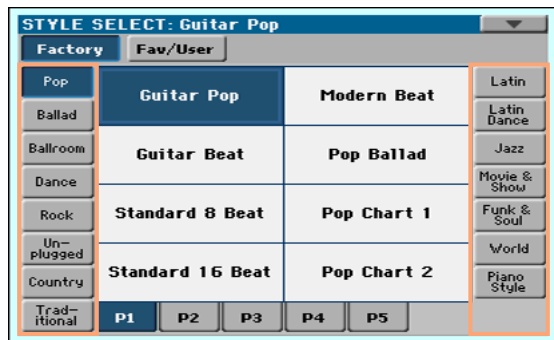 STYLE SELECT: Guitar Pop
Factory Fav/User
Pop
Ballad
Ballroom
Dance
Rock
Un-
plugged
Country
Trad-
itional
Guitar Pop Modern Beat
Guitar Beat Pop Ballad
Standard 8 Beat Pop Chart 1
Standard 16 Beat Pop Chart 2
P1 P2 P3 P4 P5
Latin
Latin
Dance
Jazz
Movie &
Show
Funk &
Soul
World
Piano
Style